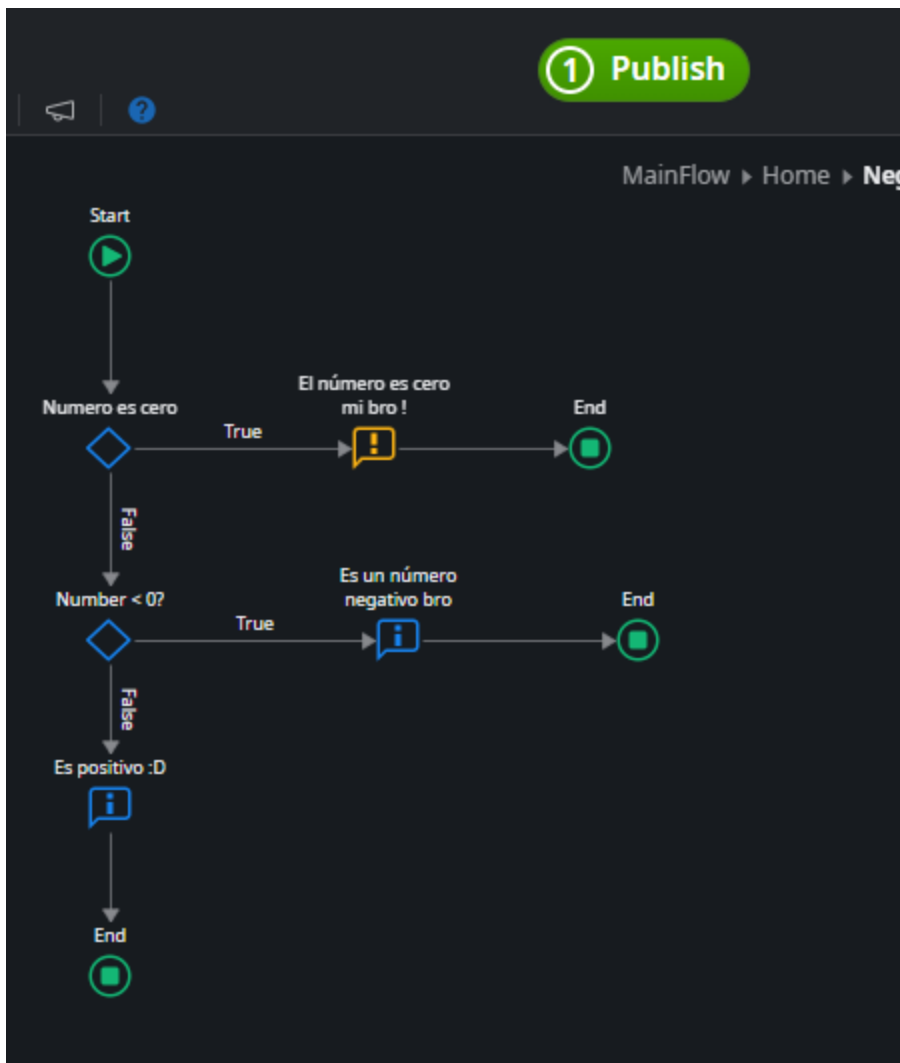 1 Publish
MainFlow Home Neg
Start
El número es cero
mi bro !
Numero es cero
True
End
False
Es un número
negativo bro
Number < 0?
True
End
False
Es positivo :D
End